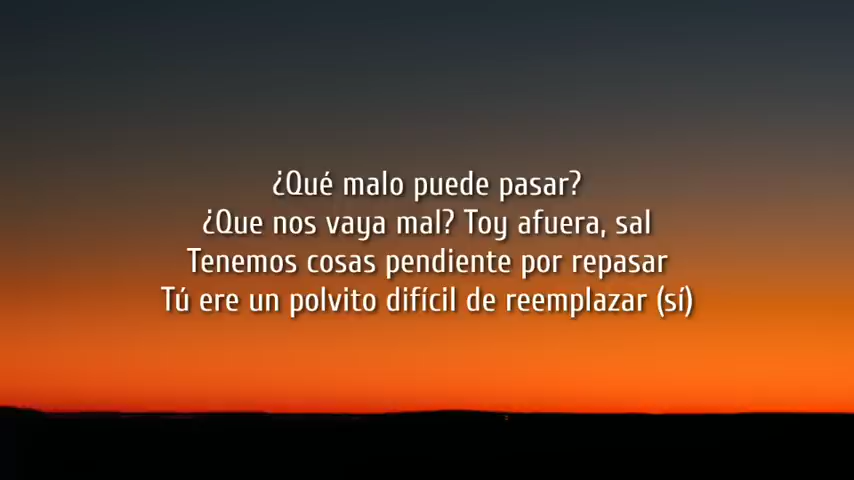 ¿Qué malo puede pasar?
¿Que nos vaya mal? Toy afuera, sal
Tenemos cosas pendiente por repasar
Tú ere un polvito difícil de reemplazar (sí)